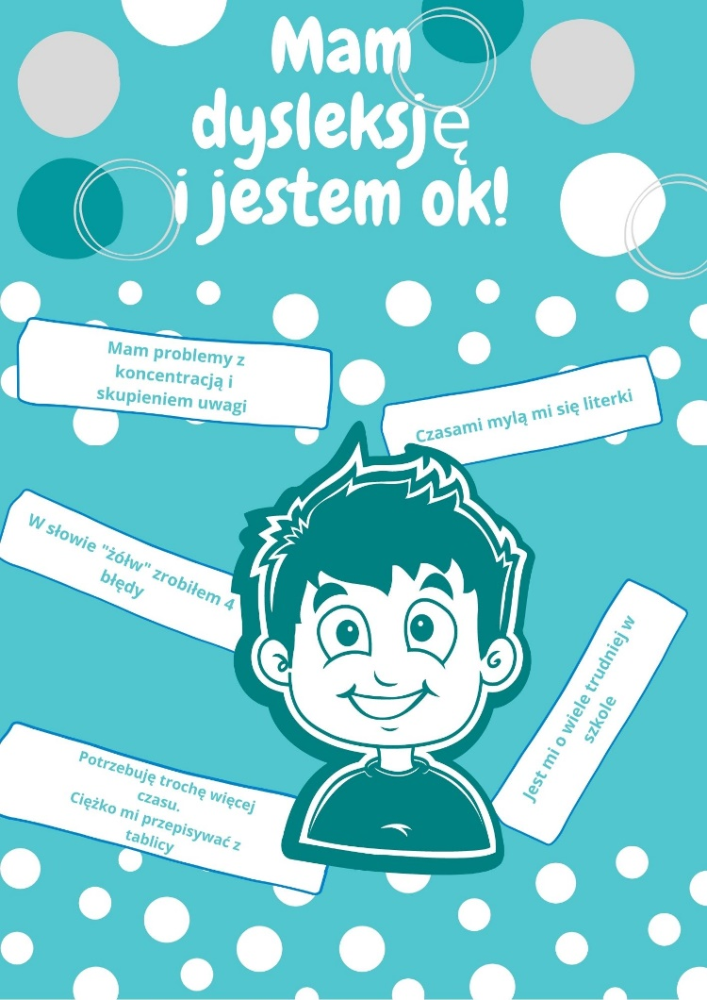 Mam
dysleksję
i jestem ok!
Mam problemy z
koncentracją i
skupieniem uwagi
Czasami mylą mi się literki
W słowie "żółw" zrobiłem 4
błędy
Jest mi o wiele trudniej w
szkole
Potrzebuję trochę więcej
czasu.
Ciężko mi przepisywać z
tablicy